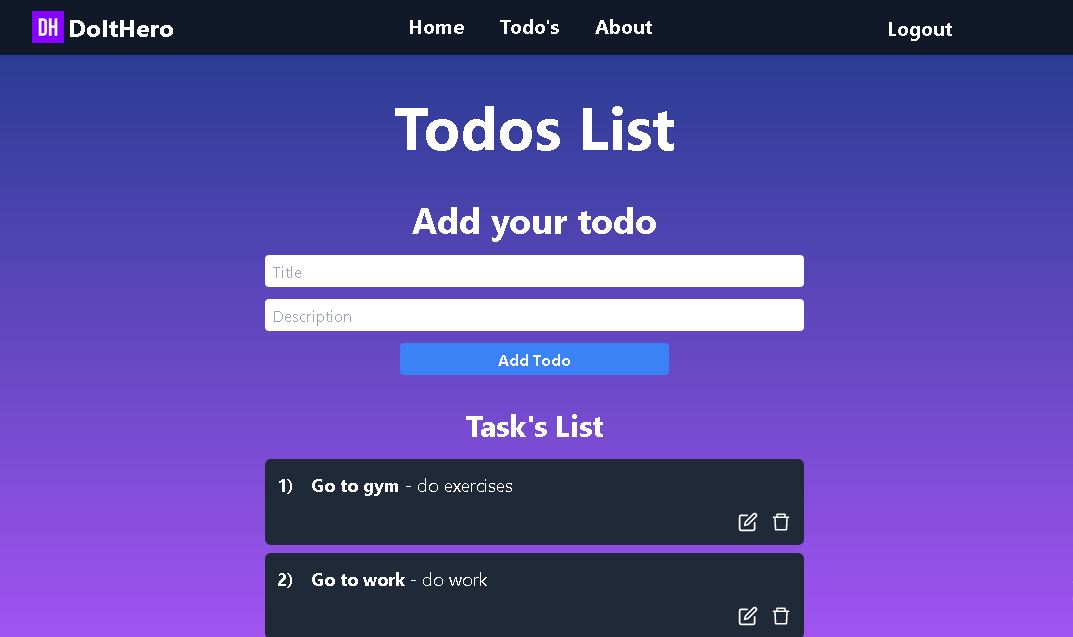 DH DoItHero Home Todo's About Logout
Todos List
Add your todo
Title
Description
Add Todo
Task's List
1) Go to gym - do exercises
2) Go to work - do work